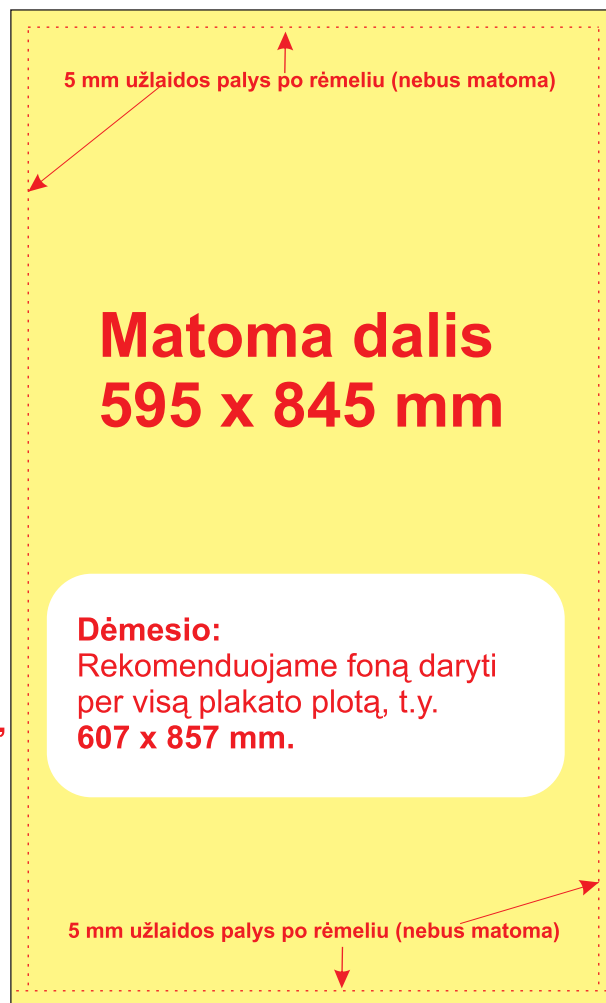 5 mm užlaidos palys po rėmeliu (nebus matoma)
Matoma dalis
595 x 845 mm
Dėmesio:
Rekomenduojame foną daryti
per visą plakato plotą, t.y.
607 x 857 mm.
5 mm užlaidos palys po rėmeliu (nebus matoma)